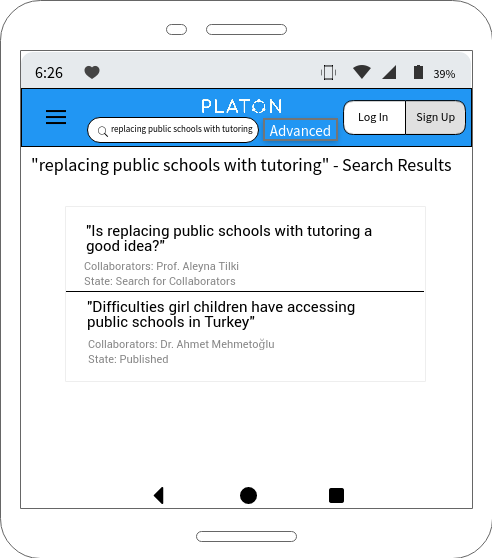 6:26
39%
PLATON
replacing public schools with tutoring
Advanced
Log In
Sign Up
"replacing public schools with tutoring" - Search Results
"Is replacing public schools with tutoring a
good idea?"
Collaborators: Prof. Aleyna Tilki
State: Search for Collaborators
"Difficulties girl children have accessing
public schools in Turkey"
Collaborators: Dr. Ahmet Mehmetoğlu
State: Published